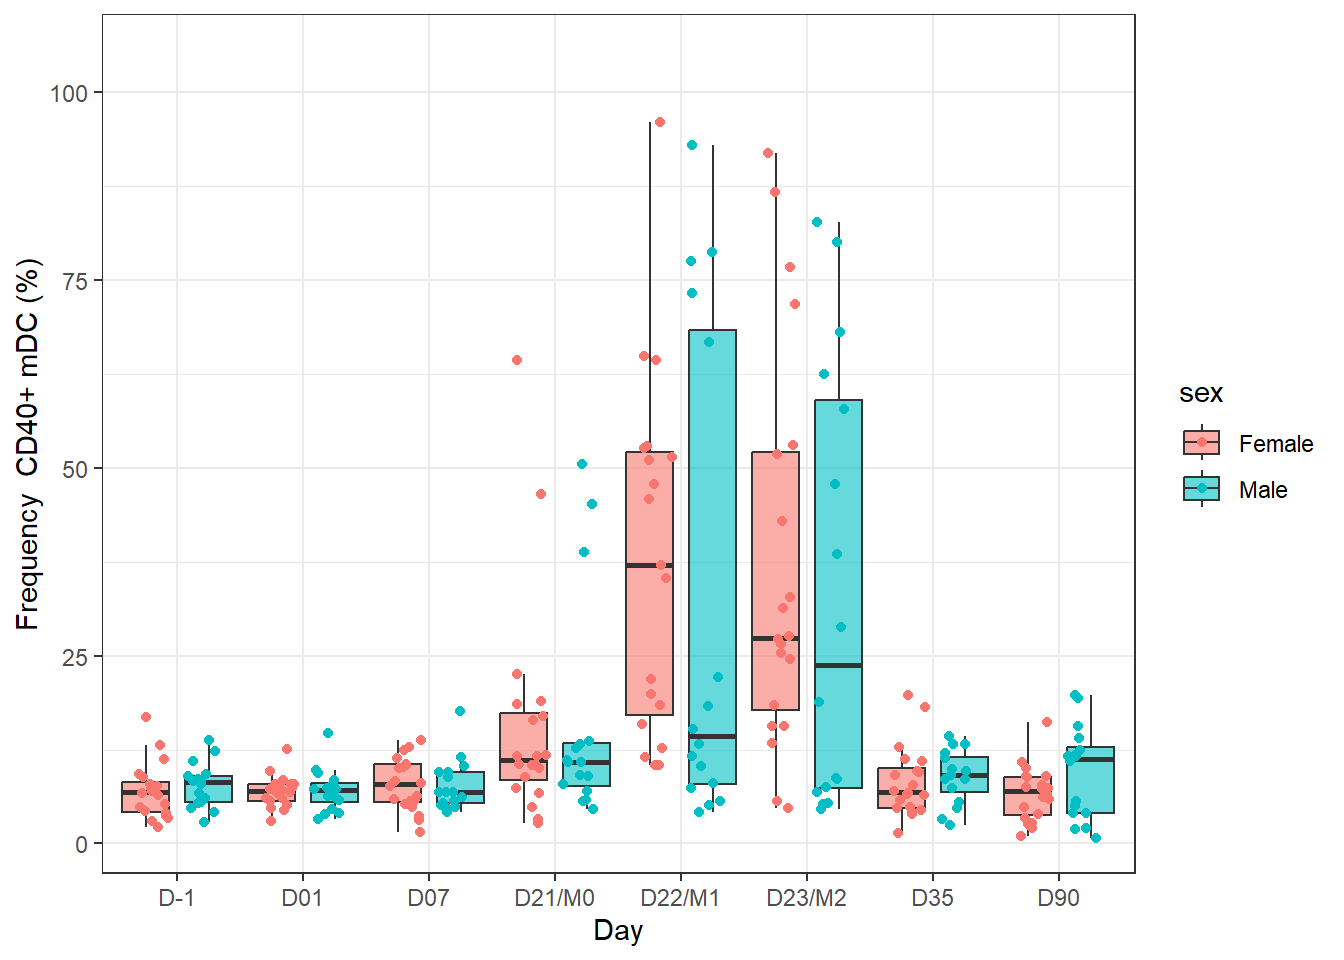 Frequency  CD40+ mDC (%)
100
75
50
25
0
D-1
D01
D07
D21/M0
D22/M1
D23/M2
D35
D90
Day
sex
Female
Male